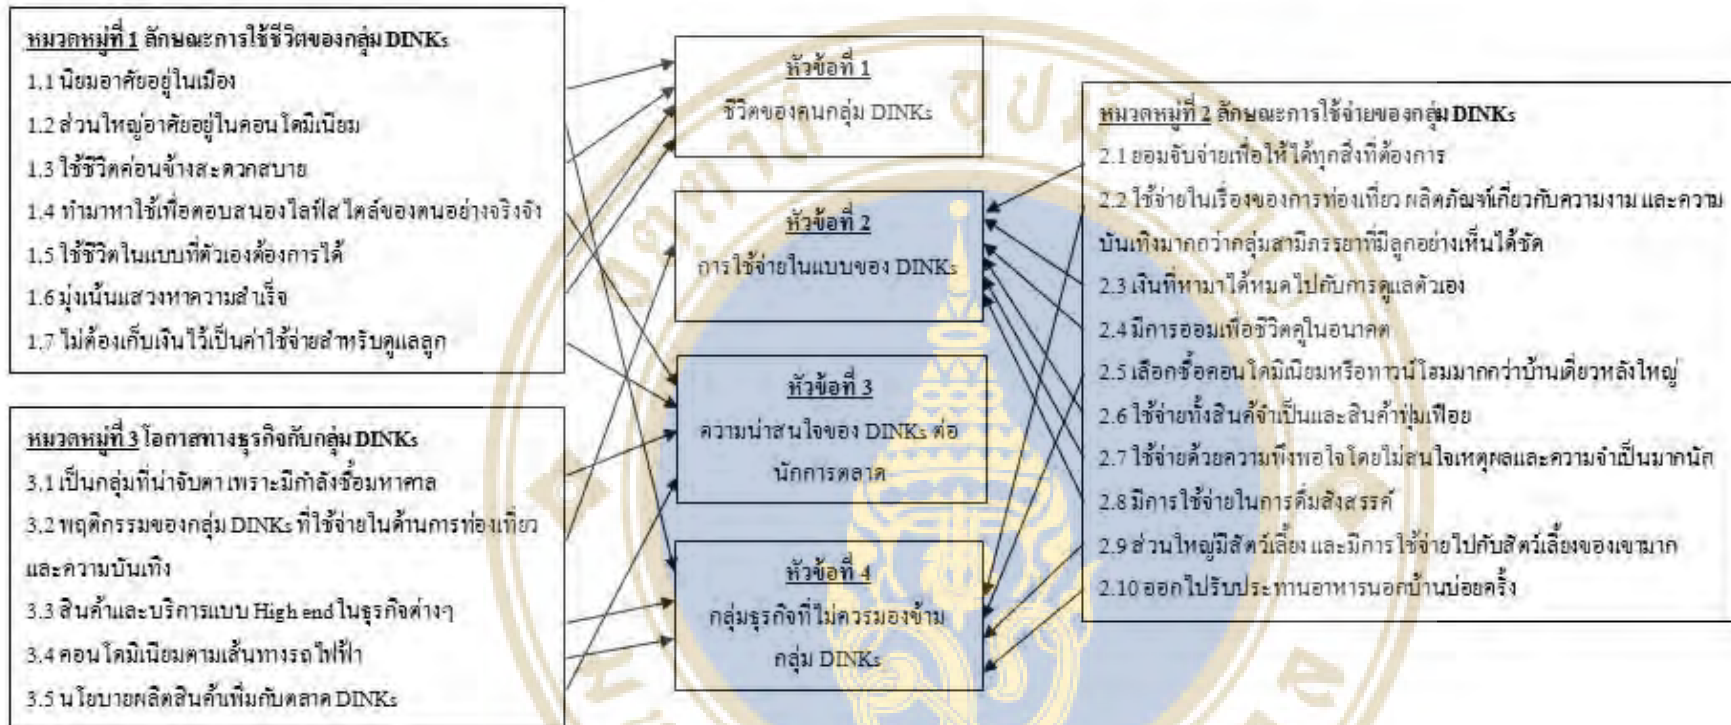 หมวดหมู่ที่ 1 ลักษณะการใช้ชีวิตของกลุ่ม DINKs
1.1 นิยมอาศัยอยู่ในเมือง
1.2 ส่วนใหญ่อาศัยอยู่ในคอนโดมิเนียม
1.3 ใช้ชีวิตค่อนข้างสะดวกสบาย
1.4 ทำมาหาใช้เพื่อตอบสนองไลฟ์สไตล์ของตนอย่างจริงจัง
1.5 ใช้ชีวิตในแบบที่ตัวเองต้องการได้
1.6 มุ่งเน้นแสวงหาความสำเร็จ
1.7 ไม่ต้องเก็บเงินไว้เป็นค่าใช้จ่ายสำหรับดูแลลูก
หมวดหมู่ที่ 3 โอกาสทางธุรกิจกับกลุ่ม DINKs
3.1 เป็นกลุ่มที่น่าจับตา เพราะมีกำลังซื้อมหาศาล
3.2 พฤติกรรมของกลุ่ม DINKs ที่ใช้จ่ายในด้านการท่องเที่ยว
และความบันเทิง
3.3 สินค้าและบริการแบบ High end ในธุรกิจต่างๆ
3.4 คอนโดมิเนียมตามเส้นทางรถไฟฟ้า
3.5 นโยบายผลิตสินค้าเพิ่มกับตลาด DINKs
หัวข้อที่ 1
ชีวิตของคนกลุ่ม DINKs
หัวข้อที่ 2
การใช้จ่ายในแบบของ DINKs
หัวข้อที่ 3
ความน่าสนใจของ DINKs ต่อ
นักการตลาด
หัวข้อที่ 4
กลุ่มธุรกิจที่ไม่ควรมองข้าม
กลุ่ม DINKs
หมวดหมู่ที่ 2 ลักษณะการใช้จ่ายของกลุ่ม DINKs
2.1 ยอมจับจ่ายเพื่อให้ได้ทุกสิ่งที่ต้องการ
2.2 ใช้จ่ายในเรื่องของการท่องเที่ยว ผลิตภัณฑ์เกี่ยวกับความงาม และความ
บันเทิงมากกว่ากลุ่มสามีภรรยาที่มีลูกอย่างเห็นได้ชัด
2.3 เงินที่หามาได้หมดไปกับการดูแลตัวเอง
2.4 มีการออมเพื่อชีวิตคู่ในอนาคต
2.5 เลือกซื้อคอนโดมิเนียมหรือทาวน์โฮมมากกว่าบ้านเดี่ยวหลังใหญ่
2.6 ใช้จ่ายทั้งสินค้าจำเป็นและสินค้าฟุ่มเฟือย
2.7 ใช้จ่ายด้วยความพึงพอใจโดยไม่สนใจเหตุผลและความจำเป็นมากนัก
2.8 มีการใช้จ่ายในการดื่มสังสรรค์
2.9 ส่วนใหญ่มีสัตว์เลี้ยง และมีการใช้จ่ายไปกับสัตว์เลี้ยงของเขามาก
2.10 ออกไปรับประทานอาหารนอกบ้านบ่อยครั้ง